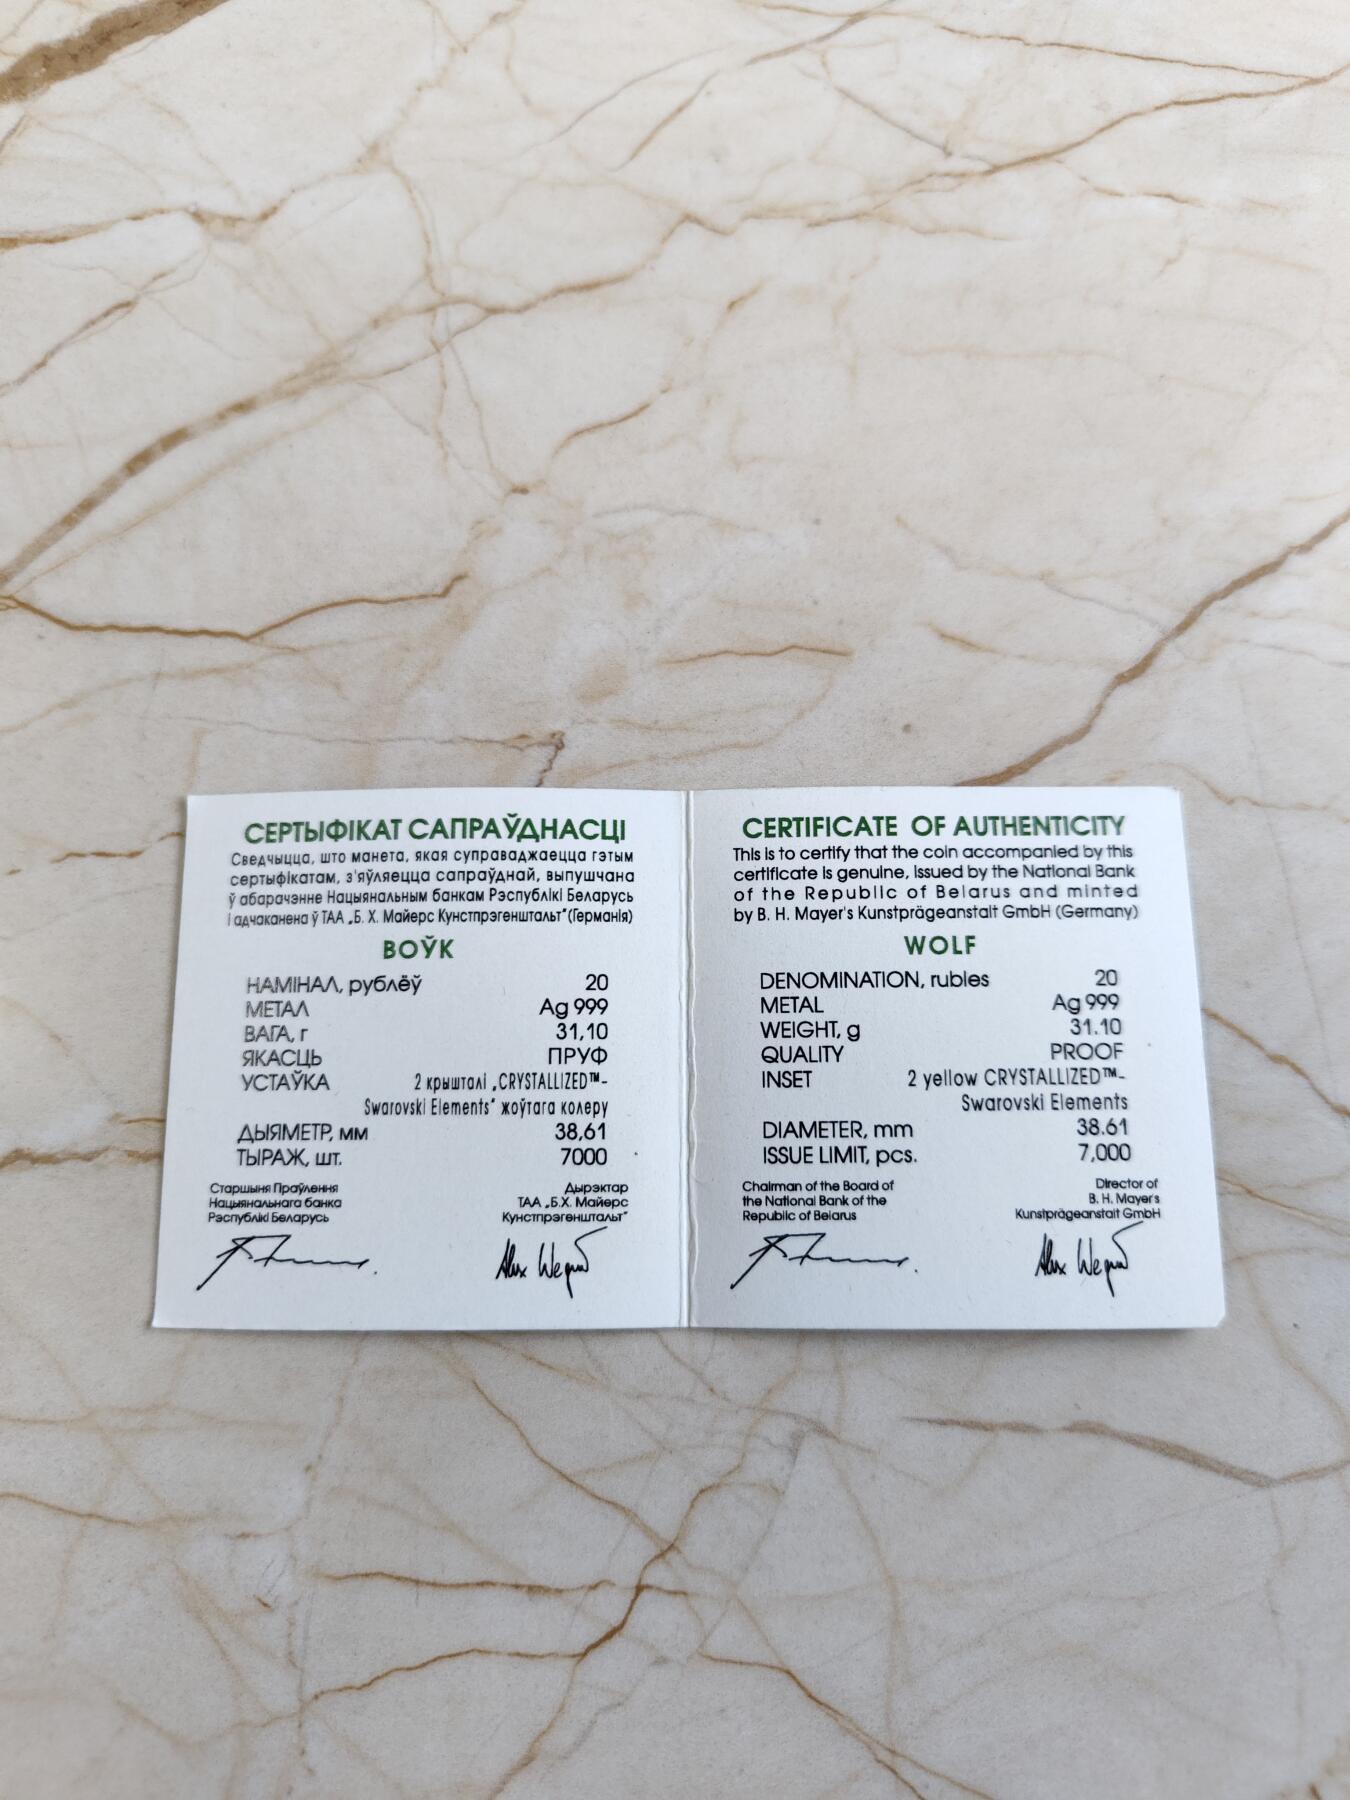 СЕРТЫФІКАТ САПРАЎДНАСЦІ
Сведчыцца, што манета, якая суправаджаецца гэтым
сертыфікатам, з'яўляецца сапраўднай, выпушчана
ў абарачэнне Нацыянальным банкам Рэспублікі Беларусь
і адчаканена ў ТАА „Б. Х. Майерс Кунстпрэгенштальт“ (Германія)
ВОЎК
НАМІНАЛ, рублёў 20
МЕТАЛ Ag 999
ВАГА, г 31,10
ЯКАСЦЬ ПРУФ
УСТАЎКА 2 крышталі „CRYSTALLIZED™-
Swarovski Elements“ жоўтага колеру
ДЫЯМЕТР, мм 38,61
ТЫРАЖ, шт. 7000
Старшыня Праўлення
Нацыянальнага банка
Рэспублікі Беларусь
Дырэктар
ТАА „Б.Х. Майерс
Кунстпрэгенштальт“
Alex Weg
CERTIFICATE OF AUTHENTICITY
This is to certify that the coin accompanied by this
certificate is genuine, issued by the National Bank
of the Republic of Belarus and minted
by B. H. Mayer's Kunstprägeanstalt GmbH (Germany)
WOLF
DENOMINATION, rubles 20
METAL Ag 999
WEIGHT, g 31.10
QUALITY PROOF
INSET 2 yellow CRYSTALLIZED™-
Swarovski Elements
DIAMETER, mm 38.61
ISSUE LIMIT, pcs. 7,000
Chairman of the Board of
the National Bank of the
Republic of Belarus
Director of
B. H. Mayer's
Kunstprägeanstalt GmbH